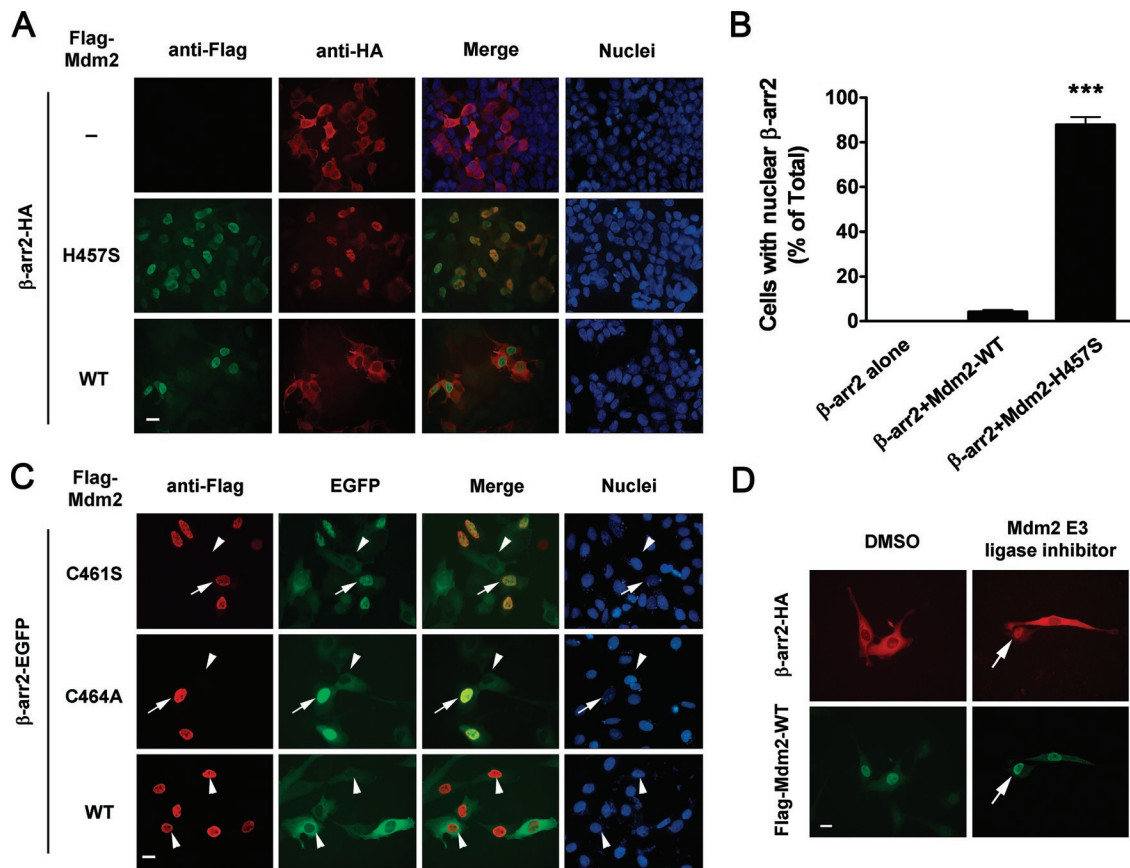 A
Flag-
Mdm2
anti-Flag
anti-HA
Merge
Nuclei
β-arr2-HA
–
H457S
WT
B
Cells with nuclear β-arr2
(% of Total)
100
80
60
40
20
0
***
β-arr2 alone
β-arr2+Mdm2-WT
β-arr2+Mdm2-H457S
C
Flag-
Mdm2
anti-Flag
EGFP
Merge
Nuclei
β-arr2-EGFP
C461S
C464A
WT
D
DMSO
Mdm2 E3
ligase inhibitor
β-arr2-HA
Flag-Mdm2-WT